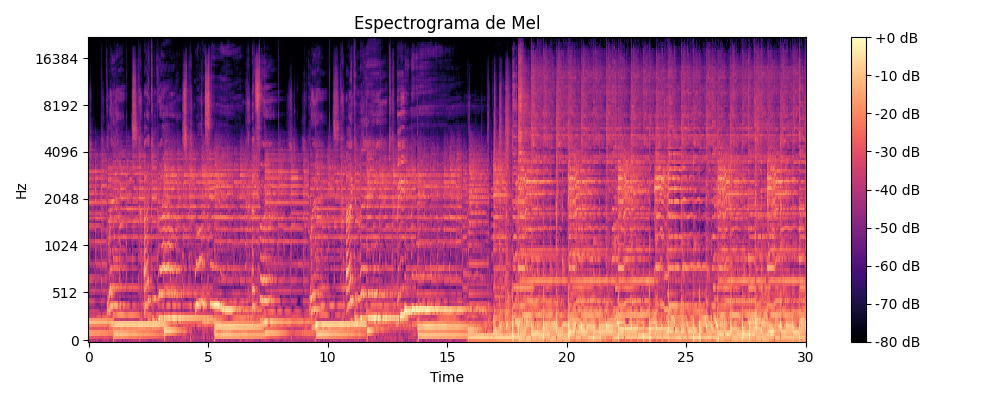 Espectrograma de Mel
Hz
16384
8192
4096
2048
1024
512
0
0 5 10 15 20 25 30
Time
+0 dB
-10 dB
-20 dB
-30 dB
-40 dB
-50 dB
-60 dB
-70 dB
-80 dB